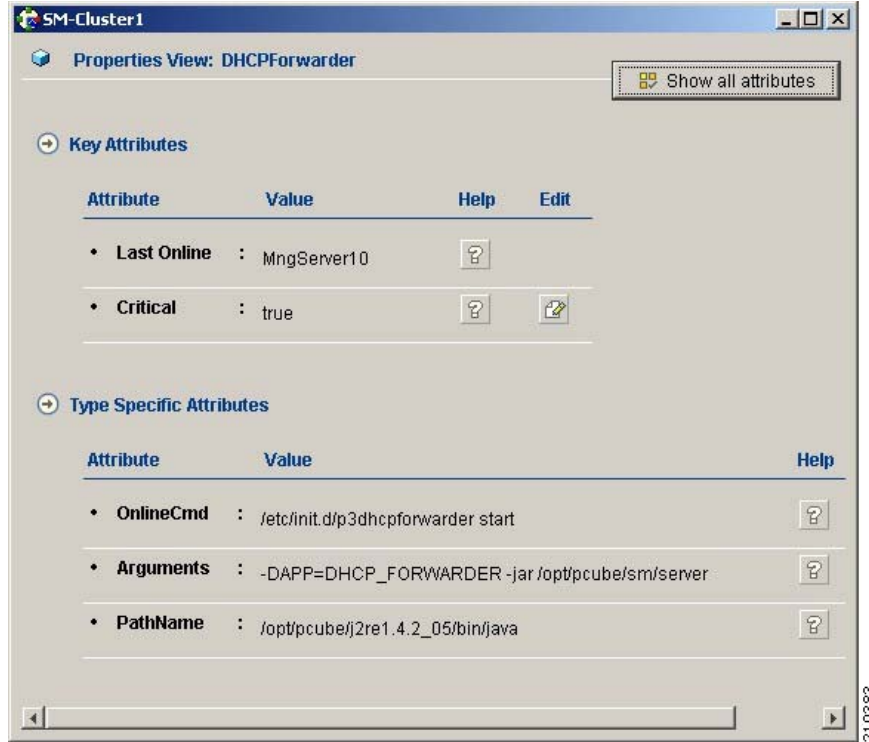 SM-Cluster1
Properties View: DHCPForwarder
Show all attributes
Key Attributes
Attribute Value Help Edit
• Last Online : MngServer10 ?
• Critical : true ?
Type Specific Attributes
Attribute Value Help
• OnlineCmd : /etc/init.d/p3dhcpforwarder start ?
• Arguments : -DAPP=DHCP_FORWARDER -jar /opt/pcube/sm/server ?
• PathName : /opt/pcube/j2re1.4.2_05/bin/java ?
210383